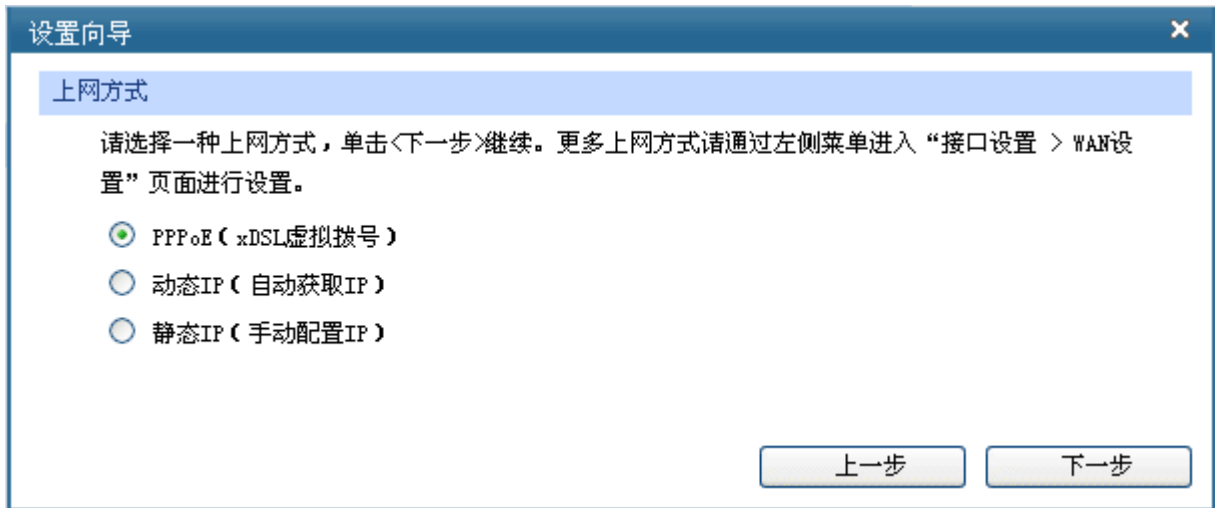 设置向导
上网方式
请选择一种上网方式，单击<下一步>继续。更多上网方式请通过左侧菜单进入“接口设置 > WAN设
置”页面进行设置。
PPPoE（xDSL虚拟拨号）
动态IP（自动获取IP）
静态IP（手动配置IP）
上一步
下一步